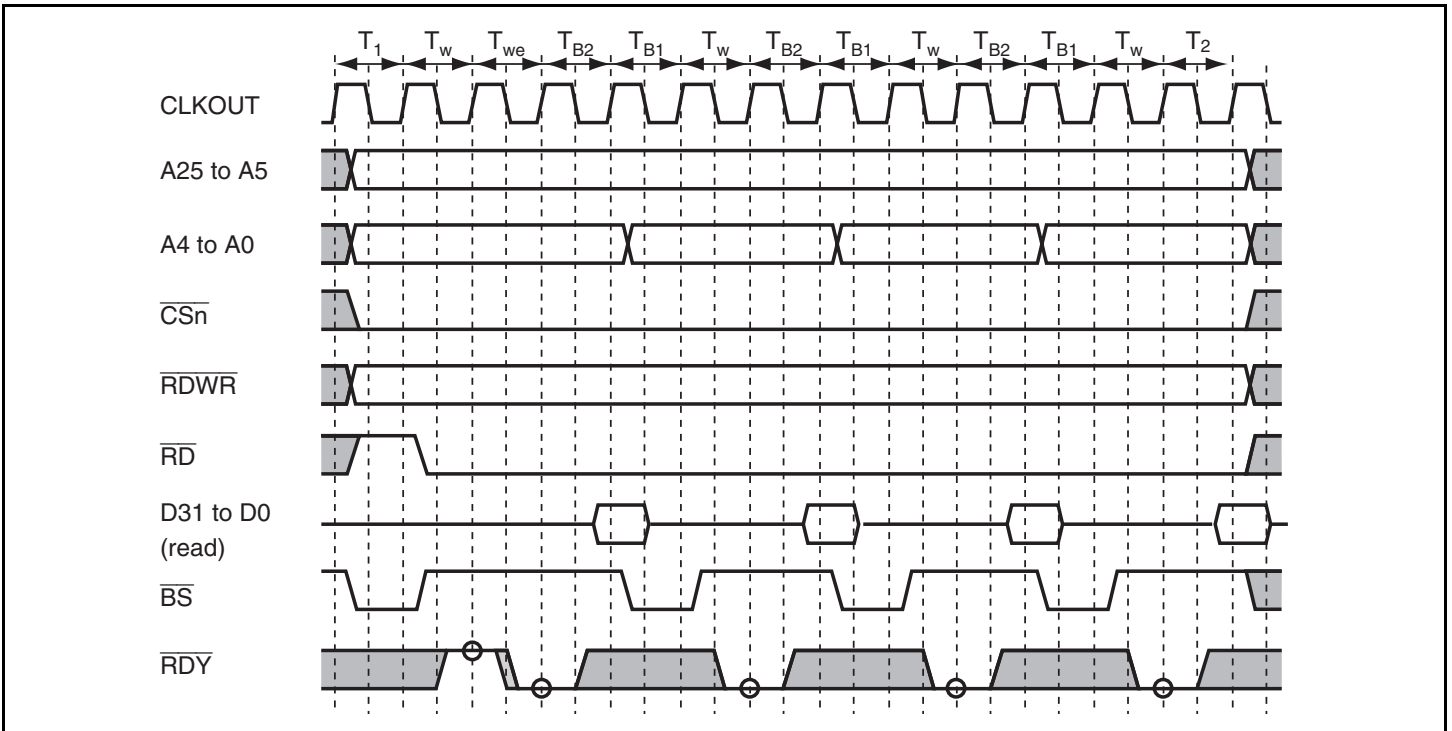 T1 Tw Twe TB2 TB1 Tw TB2 TB1 Tw TB2 TB1 Tw T2
CLKOUT
A25 to A5
A4 to A0
CSn
RDWR
RD
D31 to D0
(read)
BS
RDY